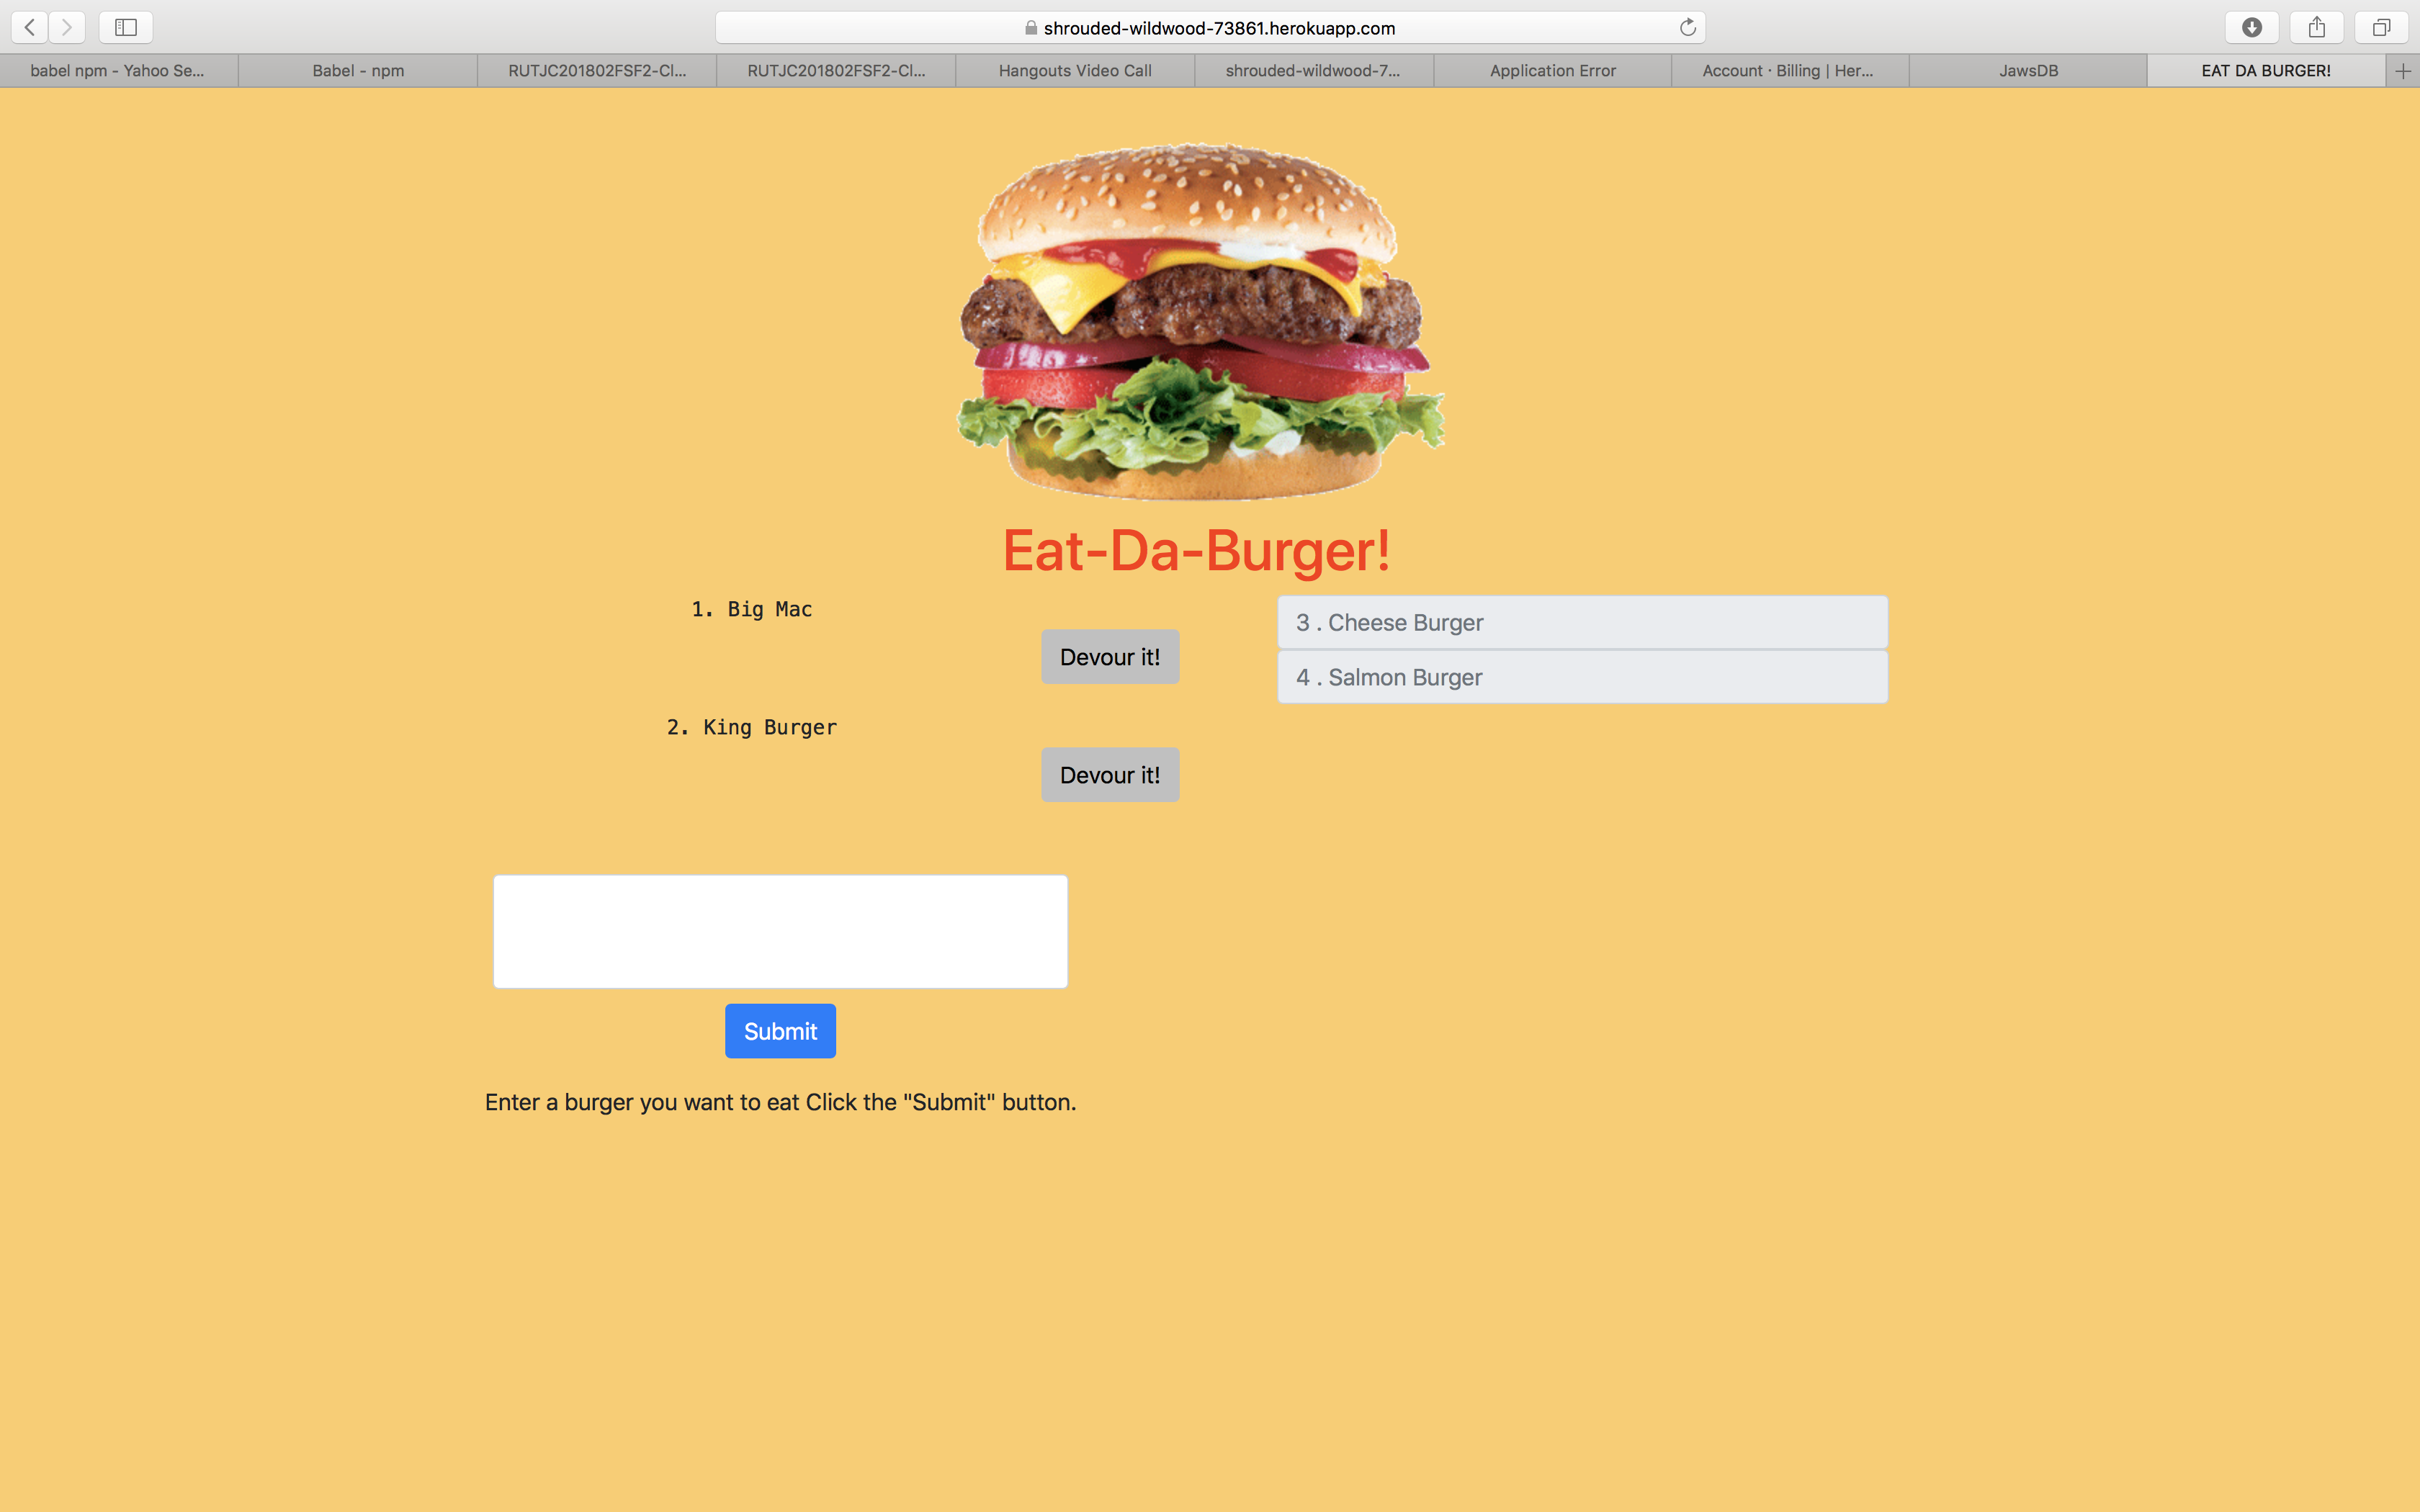 shrouded-wildwood-73861.herokuapp.com
babel npm - Yahoo Se...
Babel - npm
RUTJC201802FSF2-Cl...
RUTJC201802FSF2-Cl...
Hangouts Video Call
shrouded-wildwood-7...
Application Error
Account · Billing | Her...
JawsDB
EAT DA BURGER!
Eat-Da-Burger!
1. Big Mac
Devour it!
2. King Burger
Devour it!
3 . Cheese Burger
4 . Salmon Burger
Submit
Enter a burger you want to eat Click the "Submit" button.